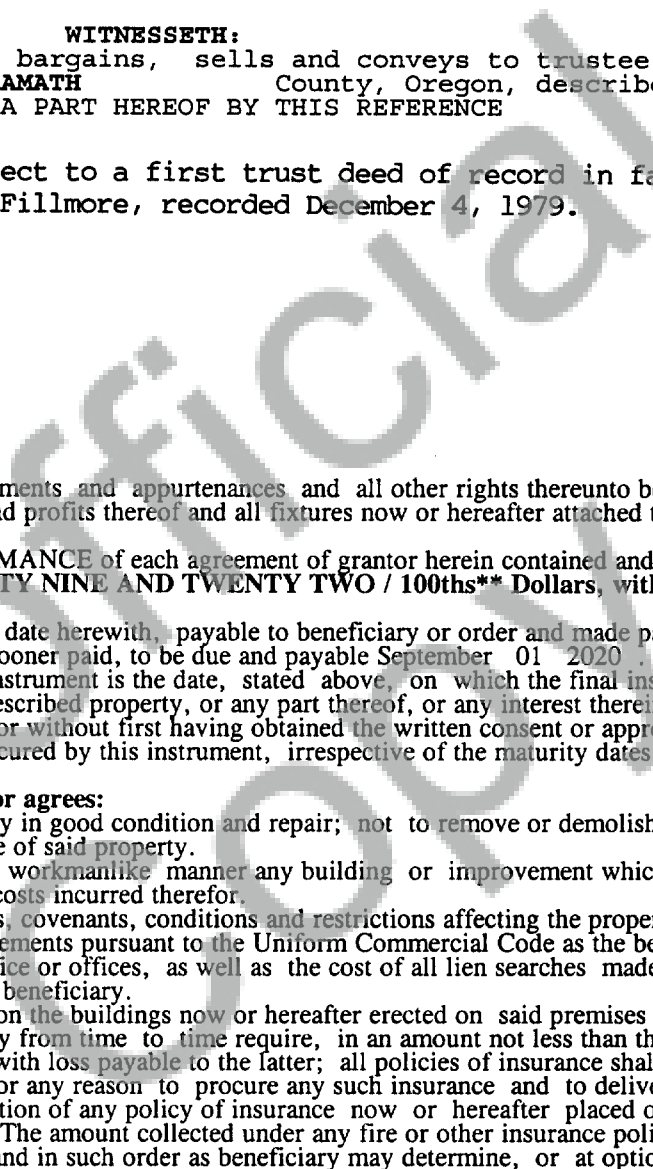 WITNESSETH:
bargains, sells and conveys to trustee
AMATH County, Oregon, describe
A PART HEREOF BY THIS REFERENCE
ect to a first trust deed of record in fa
Fillmore, recorded December 4, 1979.
ments and appurtenances and all other rights thereunto b
nd profits thereof and all fixtures now or hereafter attached t
MANCE of each agreement of grantor herein contained and
TY NINE AND TWENTY TWO / 100ths** Dollars, with
date herewith, payable to beneficiary or order and made pa
ooner paid, to be due and payable September 01 2020 .
nstrument is the date, stated above, on which the final ins
escribed property, or any part thereof, or any interest therei
or without first having obtained the written consent or appro
cured by this instrument, irrespective of the maturity dates
or agrees:
y in good condition and repair; not to remove or demolish
e of said property.
workmanlike manner any building or improvement whic
costs incurred therefor.
s, covenants, conditions and restrictions affecting the proper
ements pursuant to the Uniform Commercial Code as the be
ice or offices, as well as the cost of all lien searches made
beneficiary.
on the buildings now or hereafter erected on said premises
y from time to time require, in an amount not less than th
with loss payable to the latter; all policies of insurance shal
or any reason to procure any such insurance and to delive
tion of any policy of insurance now or hereafter placed o
The amount collected under any fire or other insurance poli
and in such order as beneficiary may determine, or at optio
Official
Copy